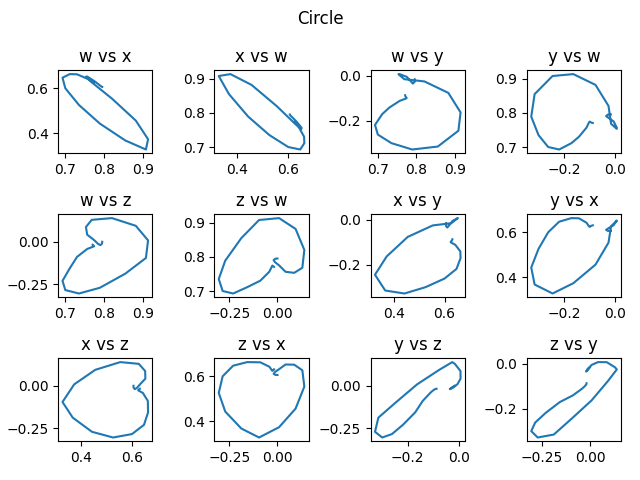 Circle
w vs x
x vs w
w vs y
y vs w
0.6
0.4
0.7 0.8 0.9
0.9
0.8
0.7
0.4 0.6
0.0
−0.2
0.7 0.8 0.9
0.9
0.8
0.7
−0.2 0.0
w vs z
z vs w
x vs y
y vs x
0.00
−0.25
0.7 0.8 0.9
0.9
0.8
0.7
−0.25 0.00
0.0
−0.2
0.4 0.6
0.6
0.4
−0.2 0.0
x vs z
z vs x
y vs z
z vs y
0.00
−0.25
0.4 0.6
0.6
0.4
−0.25 0.00
0.00
−0.25
−0.2 0.0
0.0
−0.2
−0.25 0.00